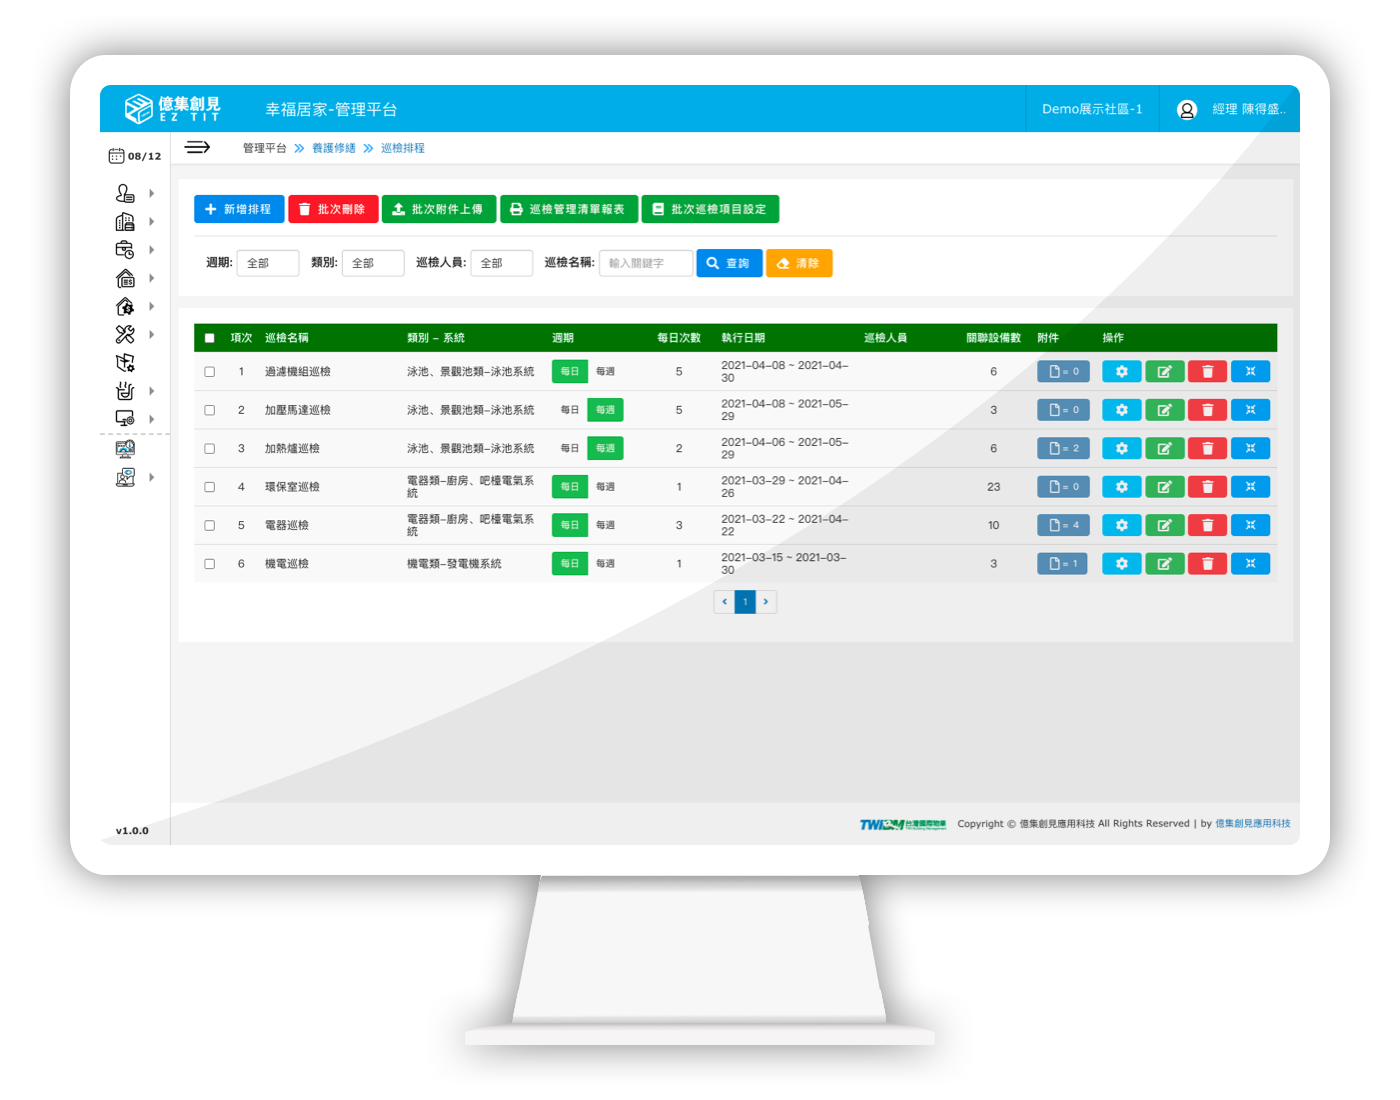 億集創見
EZ TIT
幸福居家-管理平台
Demo展示社區-1
經理 陳得盛..
08/12
管理平台 » 養護修繕 » 巡檢排程
新增排程 批次刪除 批次附件上傳 巡檢管理清單報表 批次巡檢項目設定
週期: 全部 類別: 全部 巡檢人員: 全部 巡檢名稱: 輸入關鍵字 查詢 清除
項次 巡檢名稱 類別 – 系統 週期 每日次數 執行日期 巡檢人員 關聯設備數 附件 操作
1 過濾機組巡檢 泳池、景觀池類–泳池系統 每日 每週 5 2021–04–08 ~ 2021–04–
30 6 = 0
2 加壓馬達巡檢 泳池、景觀池類–泳池系統 每日 每週 5 2021–04–08 ~ 2021–05–
29 3 = 0
3 加熱爐巡檢 泳池、景觀池類–泳池系統 每日 每週 2 2021–04–06 ~ 2021–05–
29 6 = 2
4 環保室巡檢 電器類–廚房、吧檯電氣系
統 每日 每週 1 2021–03–29 ~ 2021–04–
26 23 = 0
5 電器巡檢 電器類–廚房、吧檯電氣系
統 每日 每週 3 2021–03–22 ~ 2021–04–
22 10 = 4
6 機電巡檢 機電類–發電機系統 每日 每週 1 2021–03–15 ~ 2021–03–
30 3 = 1
‹ 1 ›
v1.0.0
台灣國際物業 Copyright © 億集創見應用科技 All Rights Reserved | by 億集創見應用科技